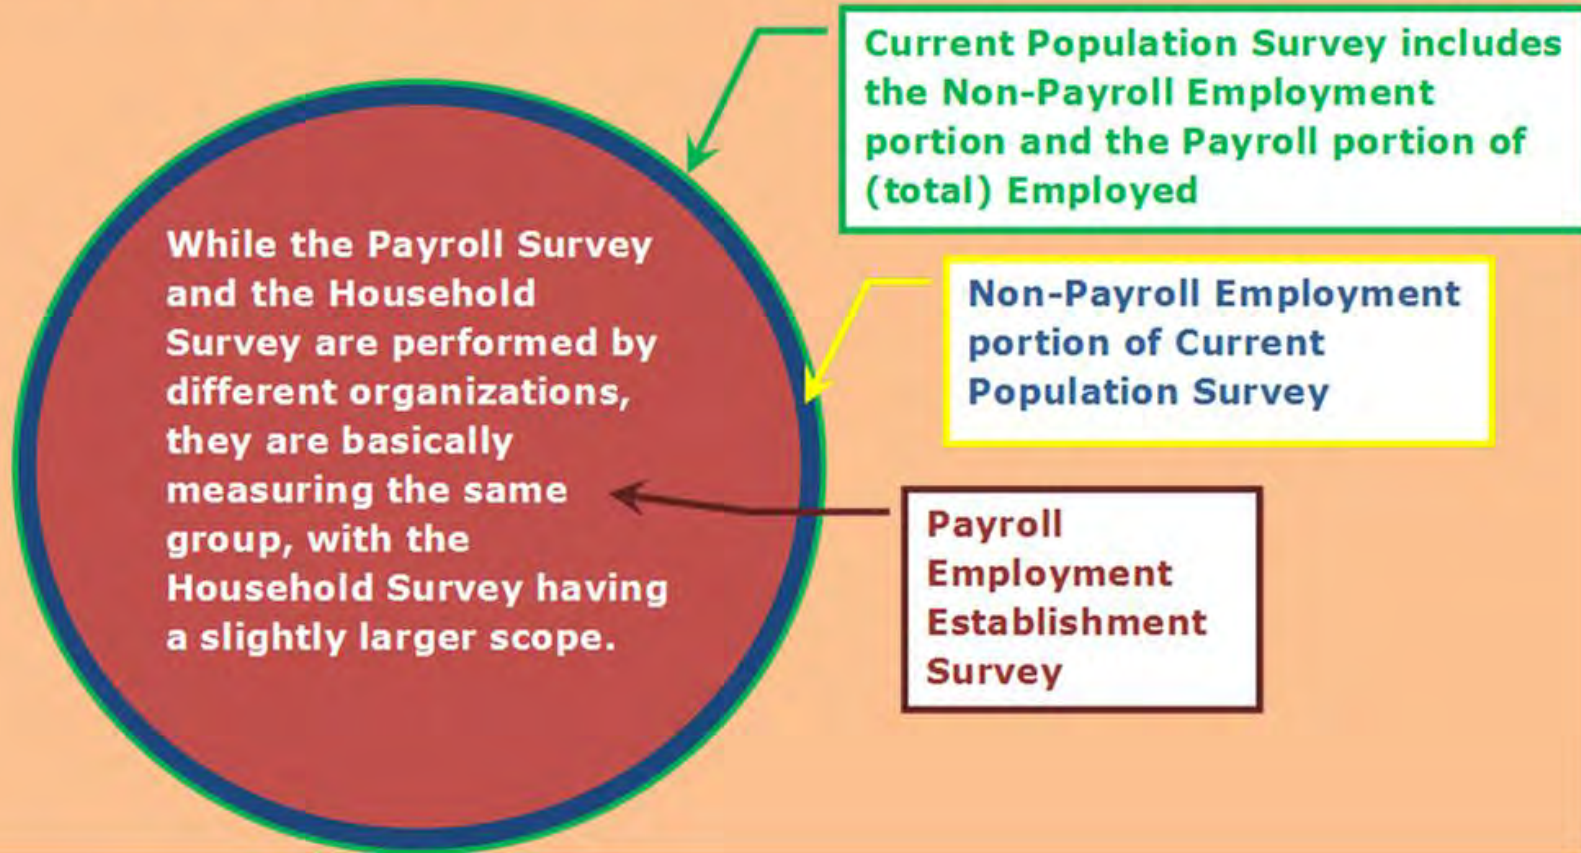 Current Population Survey includes
the Non-Payroll Employment
portion and the Payroll portion of
(total) Employed
While the Payroll Survey
and the Household
Survey are performed by
different organizations,
they are basically
measuring the same
group, with the
Household Survey having
a slightly larger scope.
Non-Payroll Employment
portion of Current
Population Survey
Payroll
Employment
Establishment
Survey